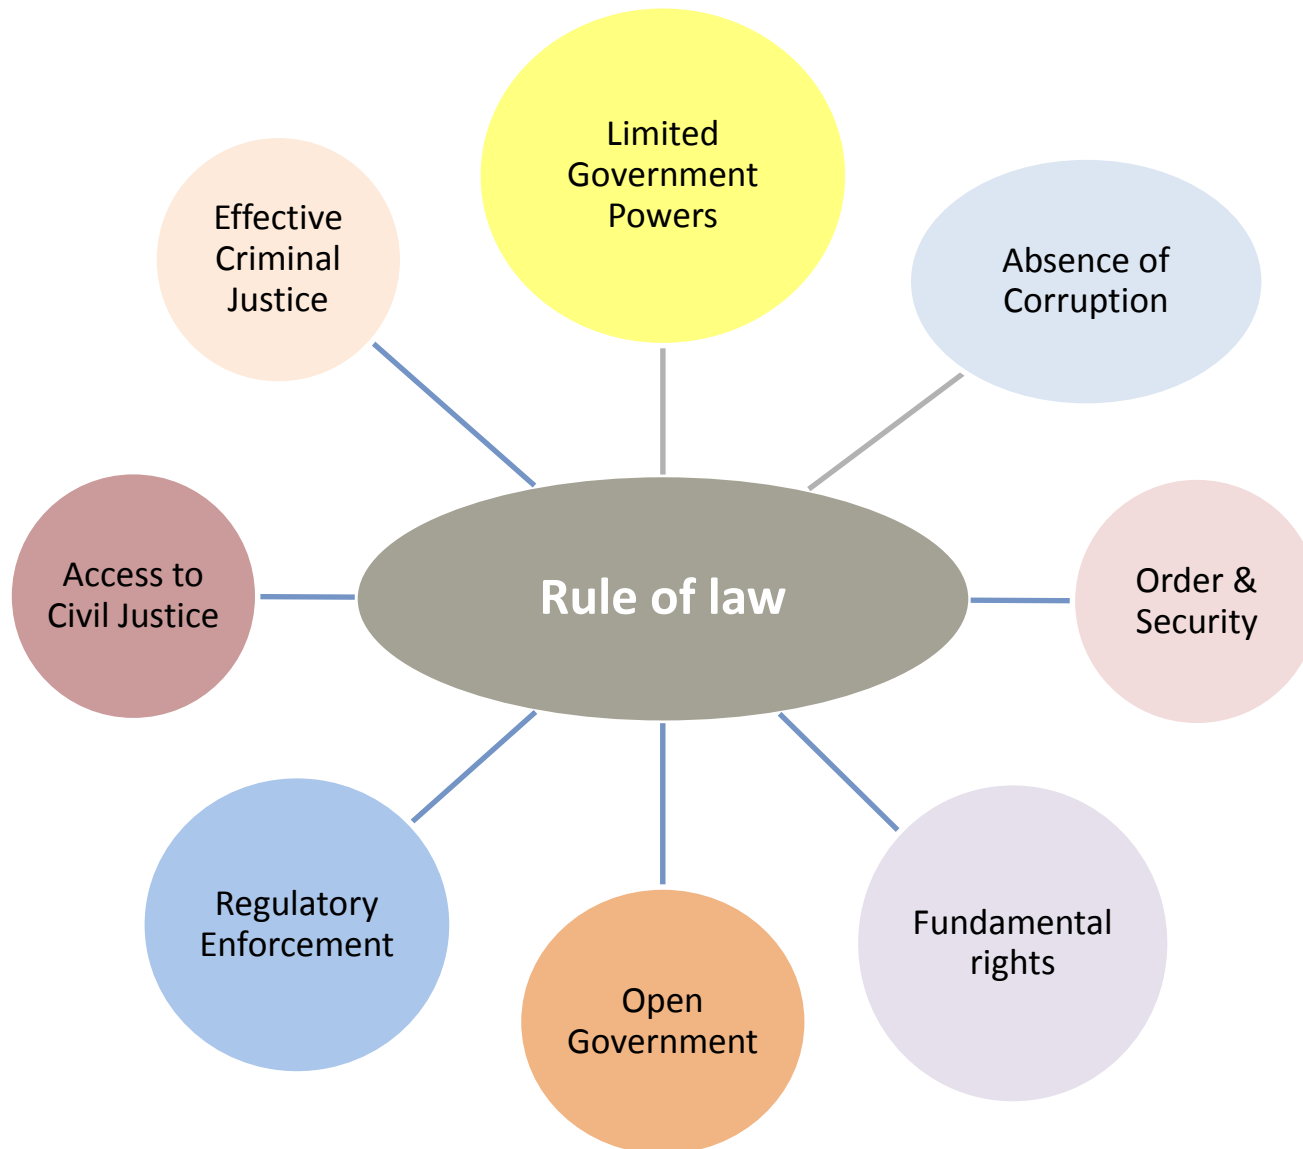 Limited
Government
Powers
Effective
Criminal
Justice
Absence of
Corruption
Access to
Civil Justice
Rule of law
Order &
Security
Regulatory
Enforcement
Fundamental
rights
Open
Government